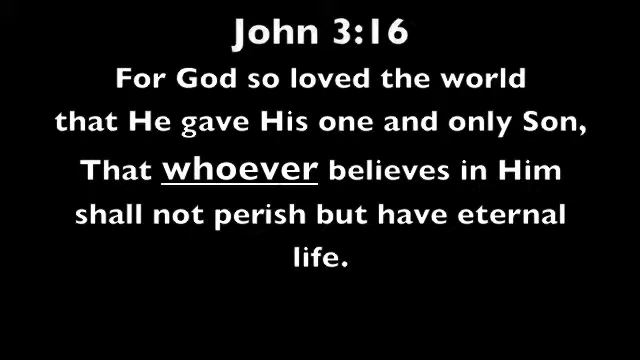 John 3:16
For God so loved the world
that He gave His one and only Son,
That whoever believes in Him
shall not perish but have eternal
life.